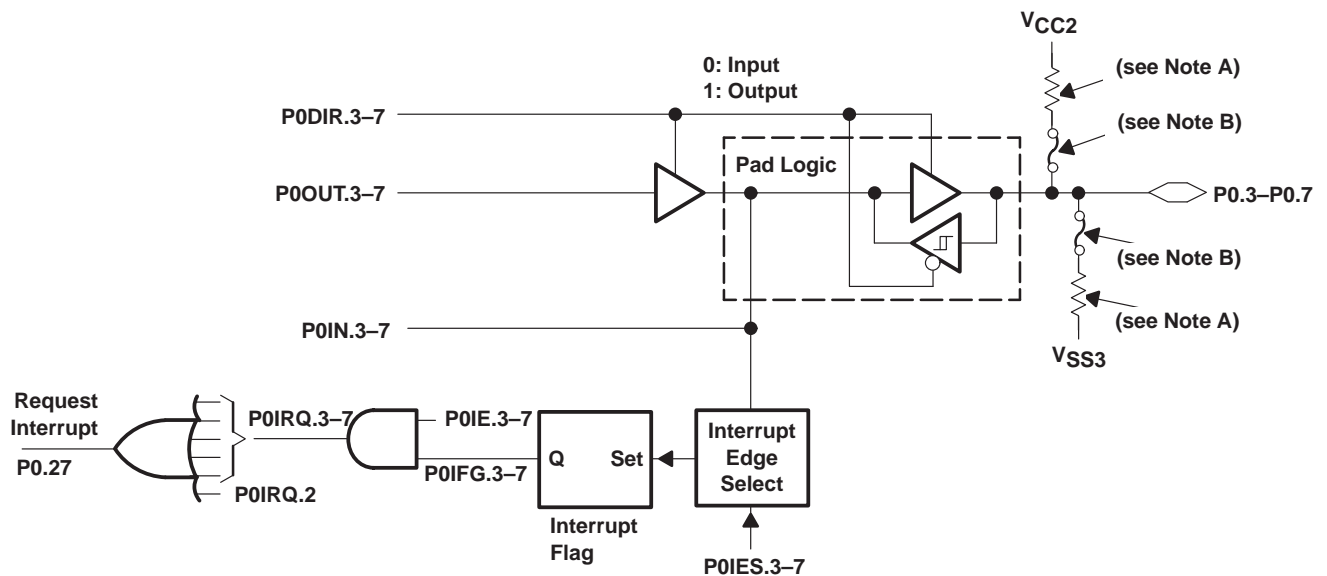 VCC2
(see Note A)
0: Input
1: Output
P0DIR.3–7
(see Note B)
Pad Logic
P0OUT.3–7
P0.3–P0.7
(see Note B)
P0IN.3–7
(see Note A)
VSS3
Request
Interrupt
P0.27
P0IRQ.3–7
P0IE.3–7
P0IFG.3–7
P0IRQ.2
Q
Set
Interrupt
Flag
Interrupt
Edge
Select
P0IES.3–7